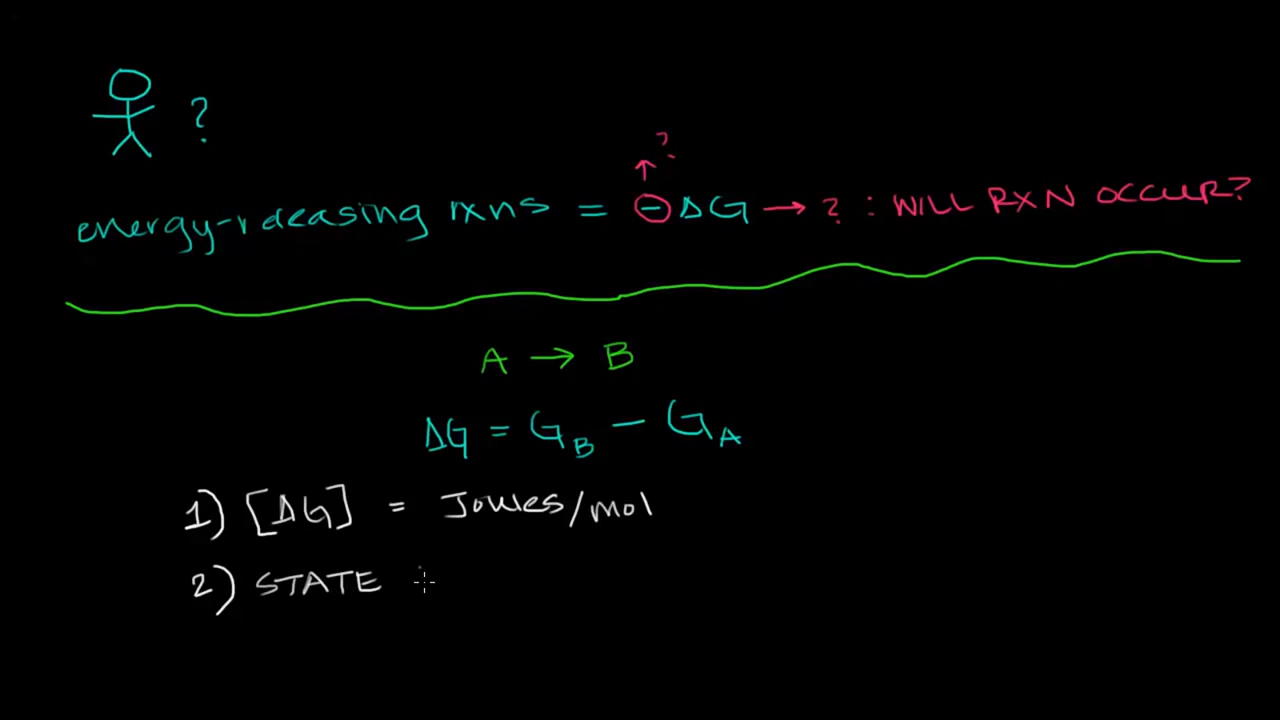 ?
?
energy-releasing rxns = -ΔG → ? : WILL RXN OCCUR?
A → B
ΔG = G_B - G_A
1) [ΔG] = Joules/mol
2) STATE